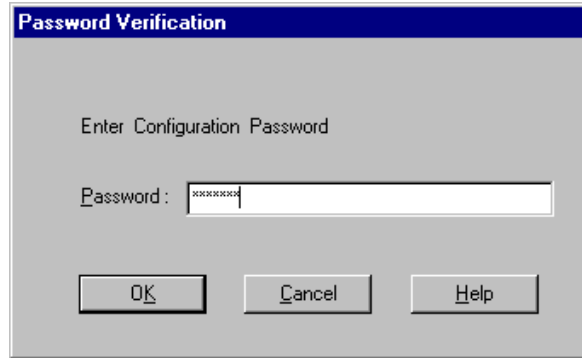 Password Verification
Enter Configuration Password
Password : *******
OK Cancel Help